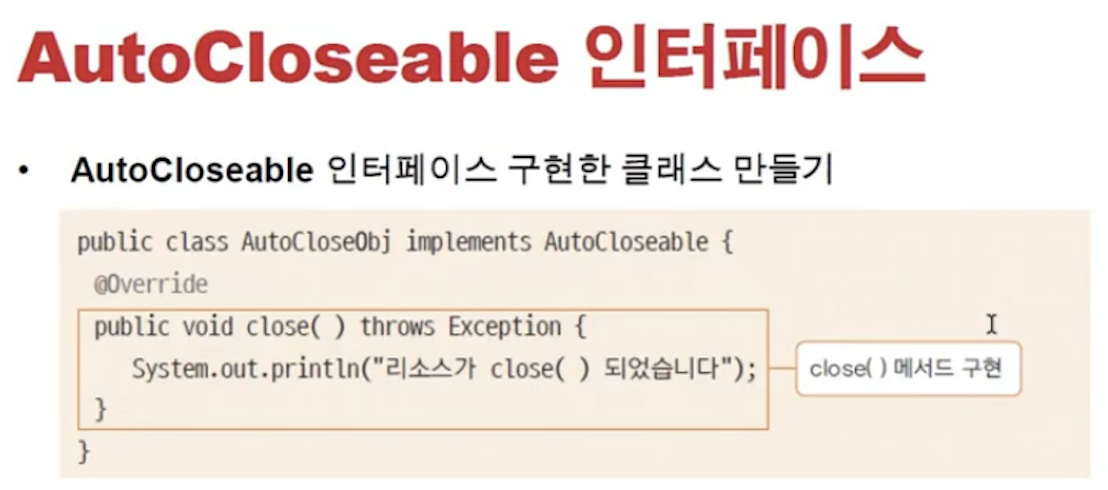 AutoCloseable 인터페이스
• AutoCloseable 인터페이스 구현한 클래스 만들기
public class AutoCloseObj implements AutoCloseable {
@Override
public void close( ) throws Exception {
System.out.println("리소스가 close( ) 되었습니다");
close( ) 메서드 구현
}
}